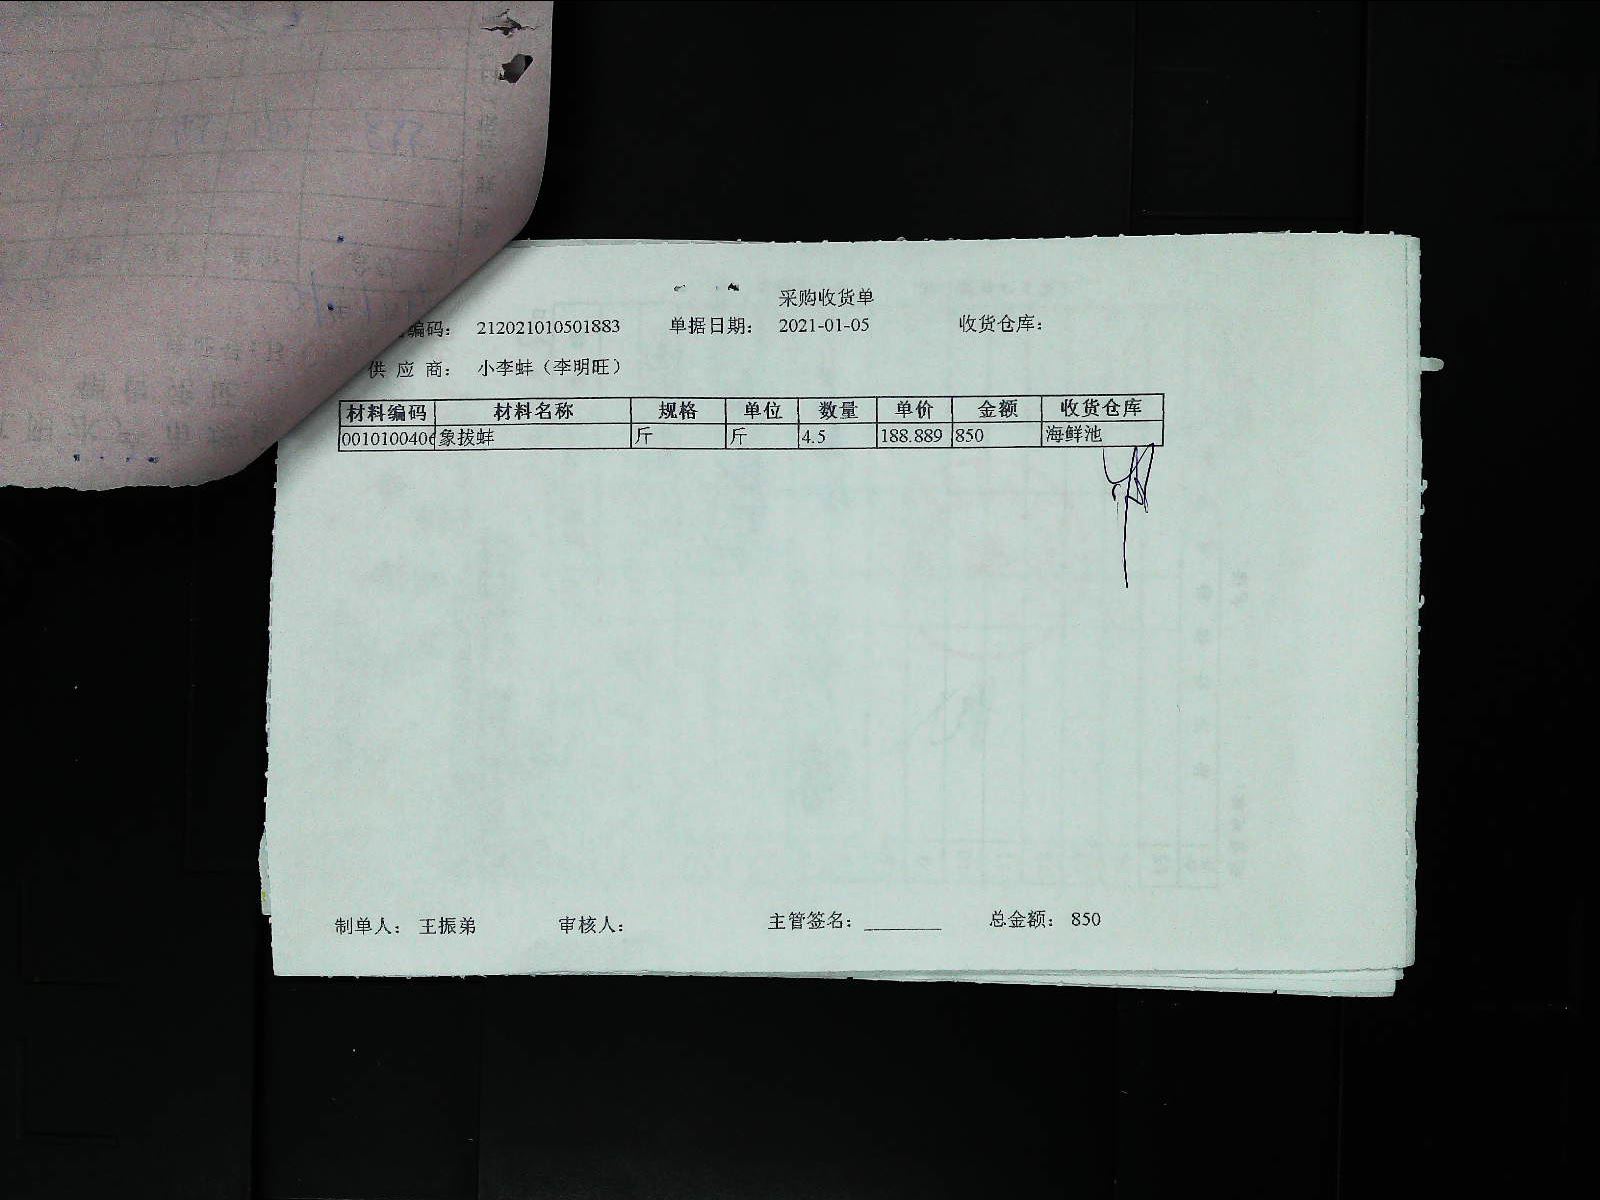 采购收货单
编码： 212021010501883 单据日期： 2021-01-05 收货仓库：
供 应 商： 小李蚌（李明旺）
材料编码 材料名称 规格 单位 数量 单价 金额 收货仓库
0010100406 象拔蚌 斤 斤 4.5 188.889 850 海鲜池
制单人： 王振弟 审核人： 主管签名： ________ 总金额： 850